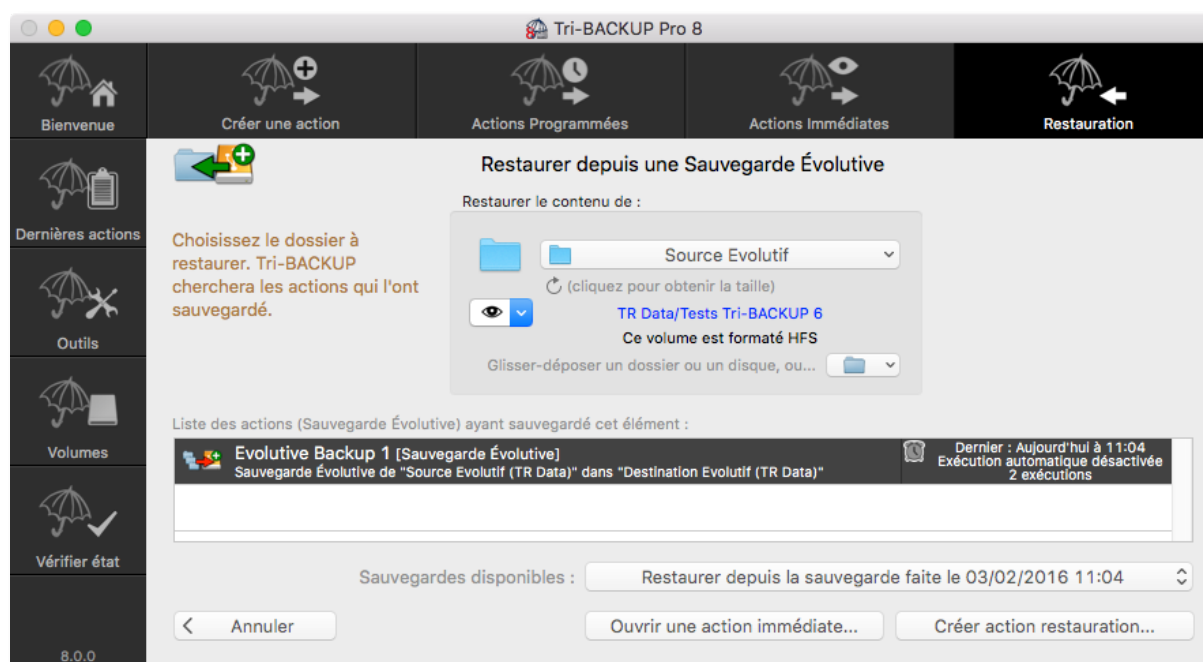 Tri-BACKUP Pro 8
Bienvenue
Créer une action
Actions Programmées
Actions Immédiates
Restauration
Dernières actions
Outils
Volumes
Vérifier état
8.0.0
Restaurer depuis une Sauvegarde Évolutive
Choisissez le dossier à
restaurer. Tri-BACKUP
cherchera les actions qui l'ont
sauvegardé.
Restaurer le contenu de :
Source Evolutif
(cliquez pour obtenir la taille)
TR Data/Tests Tri-BACKUP 6
Ce volume est formaté HFS
Glisser-déposer un dossier ou un disque, ou...
Liste des actions (Sauvegarde Évolutive) ayant sauvegardé cet élément :
Evolutive Backup 1 [Sauvegarde Évolutive]
Sauvegarde Évolutive de "Source Evolutif (TR Data)" dans "Destination Evolutif (TR Data)"
Dernier : Aujourd'hui à 11:04
Exécution automatique désactivée
2 exécutions
Sauvegardes disponibles :
Restaurer depuis la sauvegarde faite le 03/02/2016 11:04
Annuler
Ouvrir une action immédiate...
Créer action restauration...